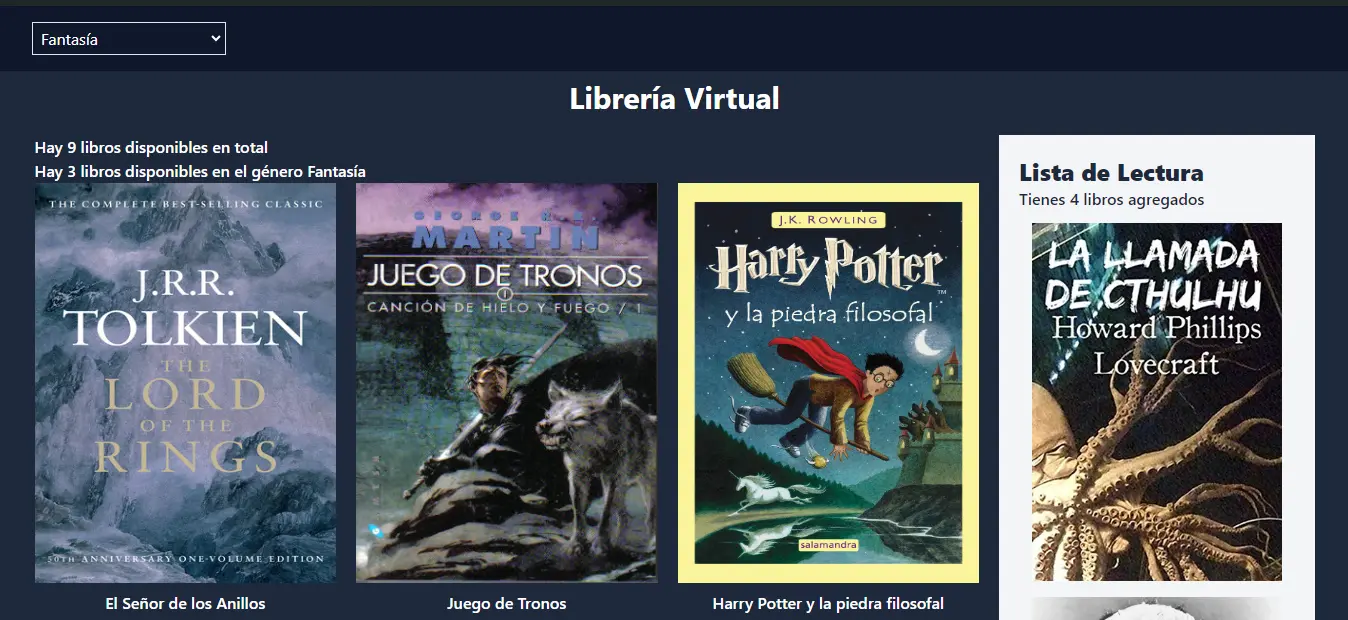 Fantasía
Librería Virtual
Hay 9 libros disponibles en total
Hay 3 libros disponibles en el género Fantasía
THE COMPLETE BEST-SELLING CLASSIC
J.R.R.
TOLKIEN
THE
LORD
OF THE
RINGS
50TH ANNIVERSARY ONE-VOLUME EDITION
El Señor de los Anillos
GEORGE R.R.
MARTIN
JUEGO DE TRONOS
CANCIÓN DE HIELO Y FUEGO / 1
Juego de Tronos
J.K. ROWLING
Harry Potter
TM
y la piedra filosofal
salamandra
Harry Potter y la piedra filosofal
Lista de Lectura
Tienes 4 libros agregados
LA LLAMADA
DE CTHULHU
Howard Phillips
Lovecraft